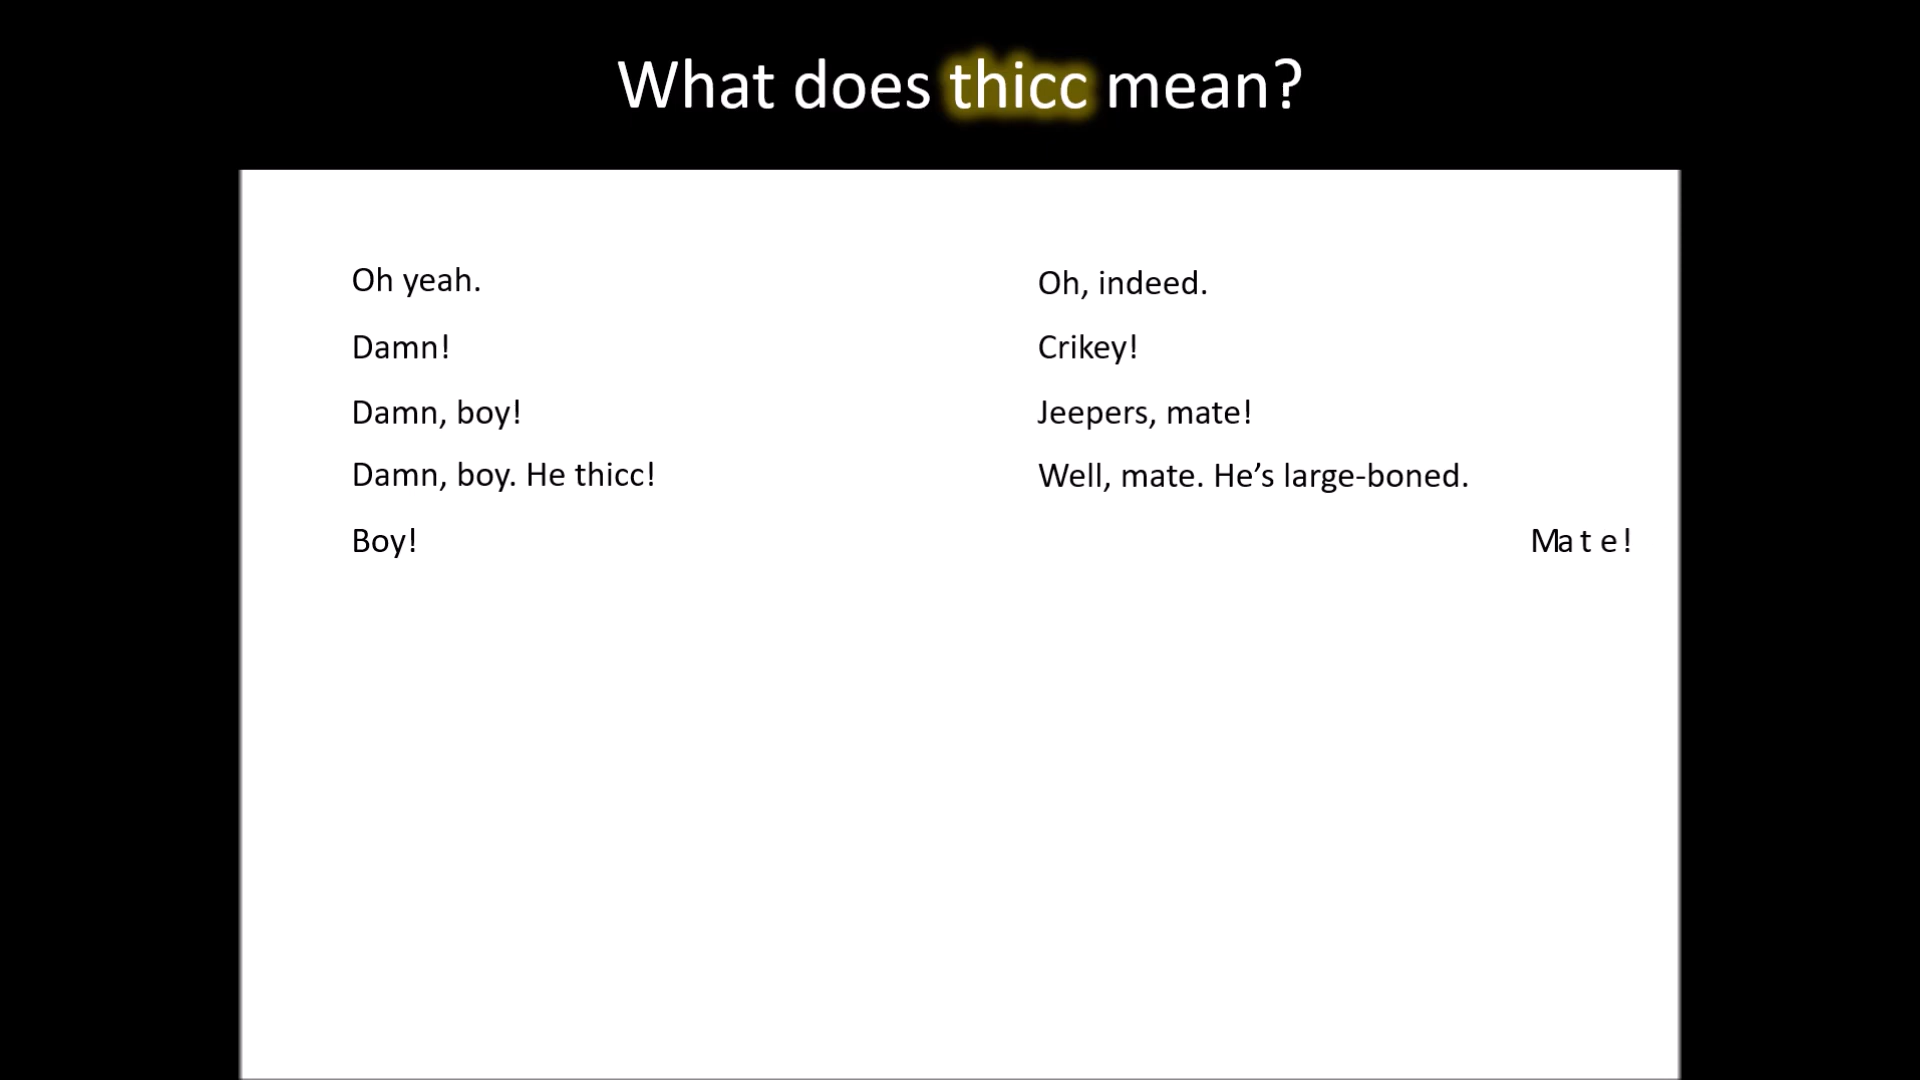 What does thicc mean?
Oh yeah.
Oh, indeed.
Damn!
Crikey!
Damn, boy!
Jeepers, mate!
Damn, boy. He thicc!
Well, mate. He’s large-boned.
Boy!
Mate!